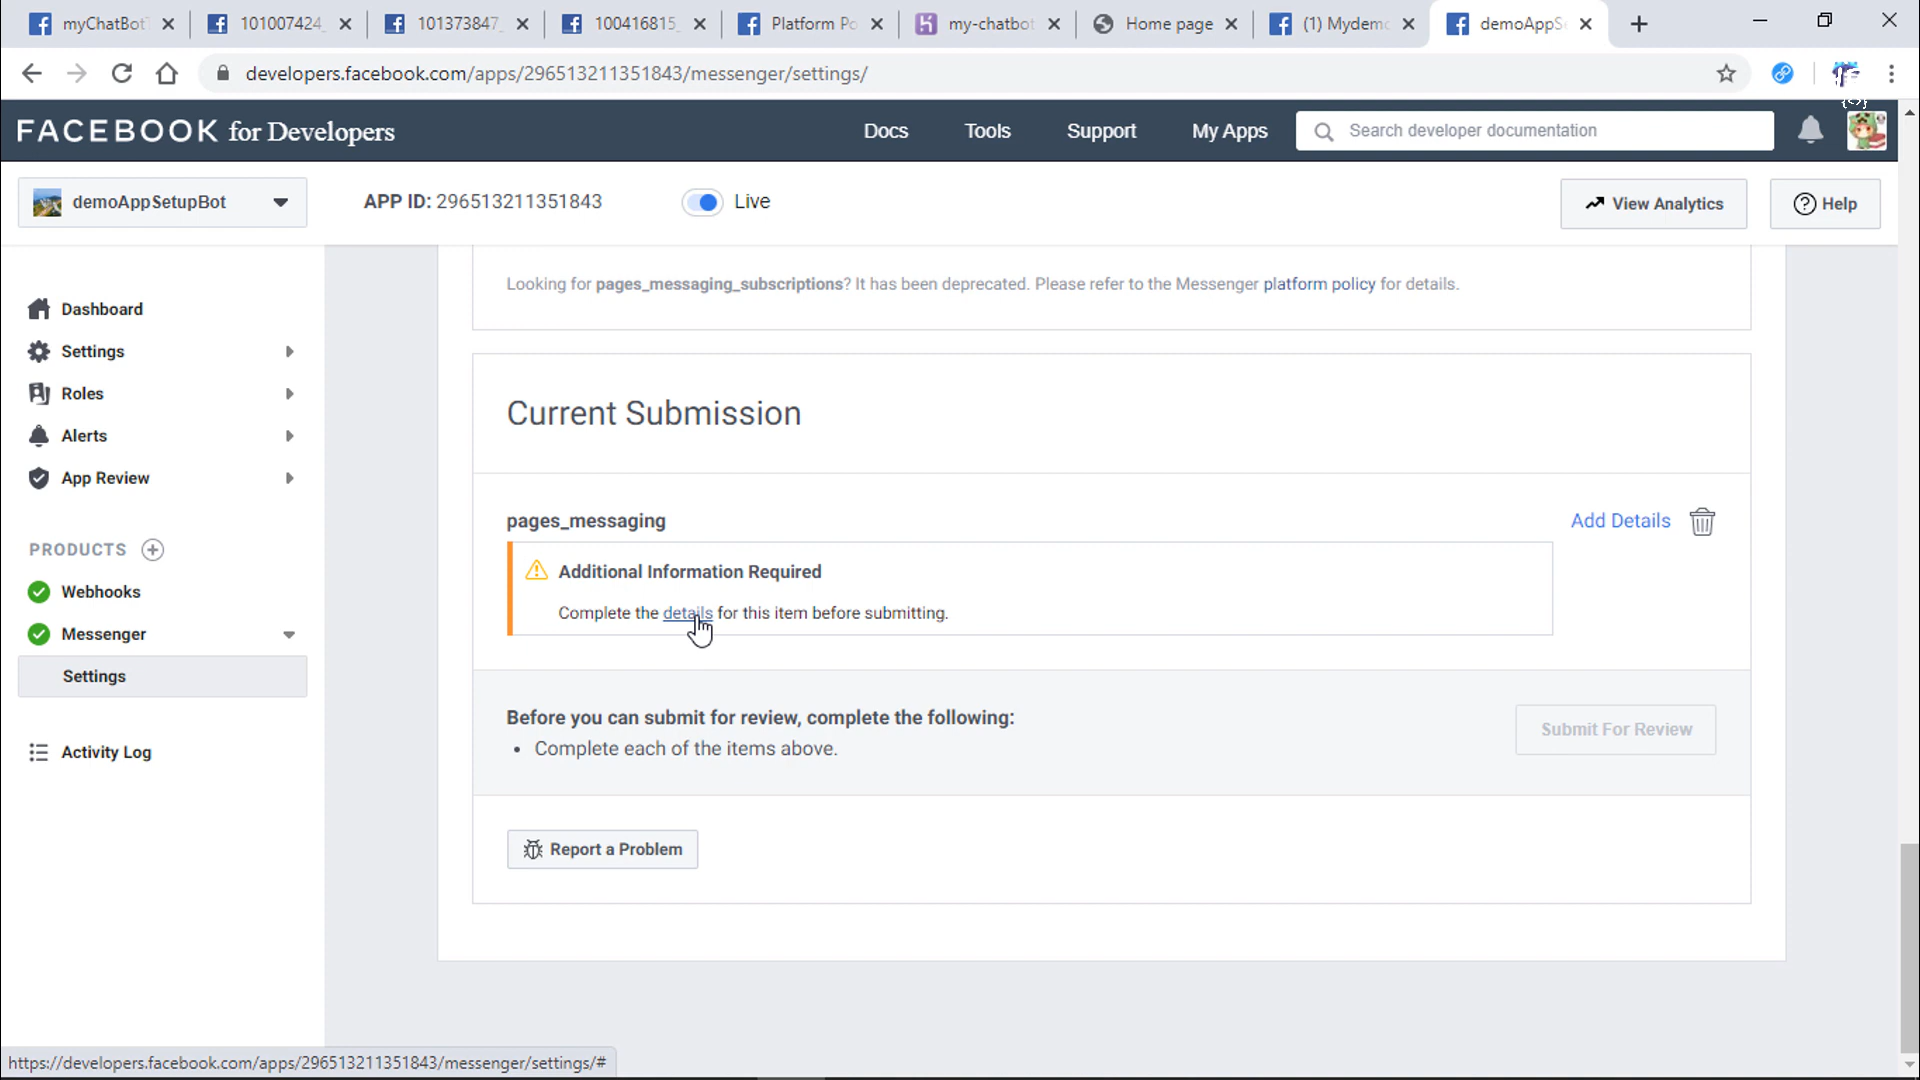 myChatBot
101007424_
101373847_
100416815_
Platform Po
my-chatbot
Home page
(1) Mydemo
demoAppSe
developers.facebook.com/apps/296513211351843/messenger/settings/
FACEBOOK for Developers
Docs
Tools
Support
My Apps
Search developer documentation
demoAppSetupBot
APP ID: 296513211351843
Live
View Analytics
Help
Dashboard
Settings
Roles
Alerts
App Review
PRODUCTS
Webhooks
Messenger
Settings
Activity Log
Looking for pages_messaging_subscriptions? It has been deprecated. Please refer to the Messenger platform policy for details.
Current Submission
pages_messaging
Add Details
Additional Information Required
Complete the details for this item before submitting.
Before you can submit for review, complete the following:
• Complete each of the items above.
Submit For Review
Report a Problem
https://developers.facebook.com/apps/296513211351843/messenger/settings/#